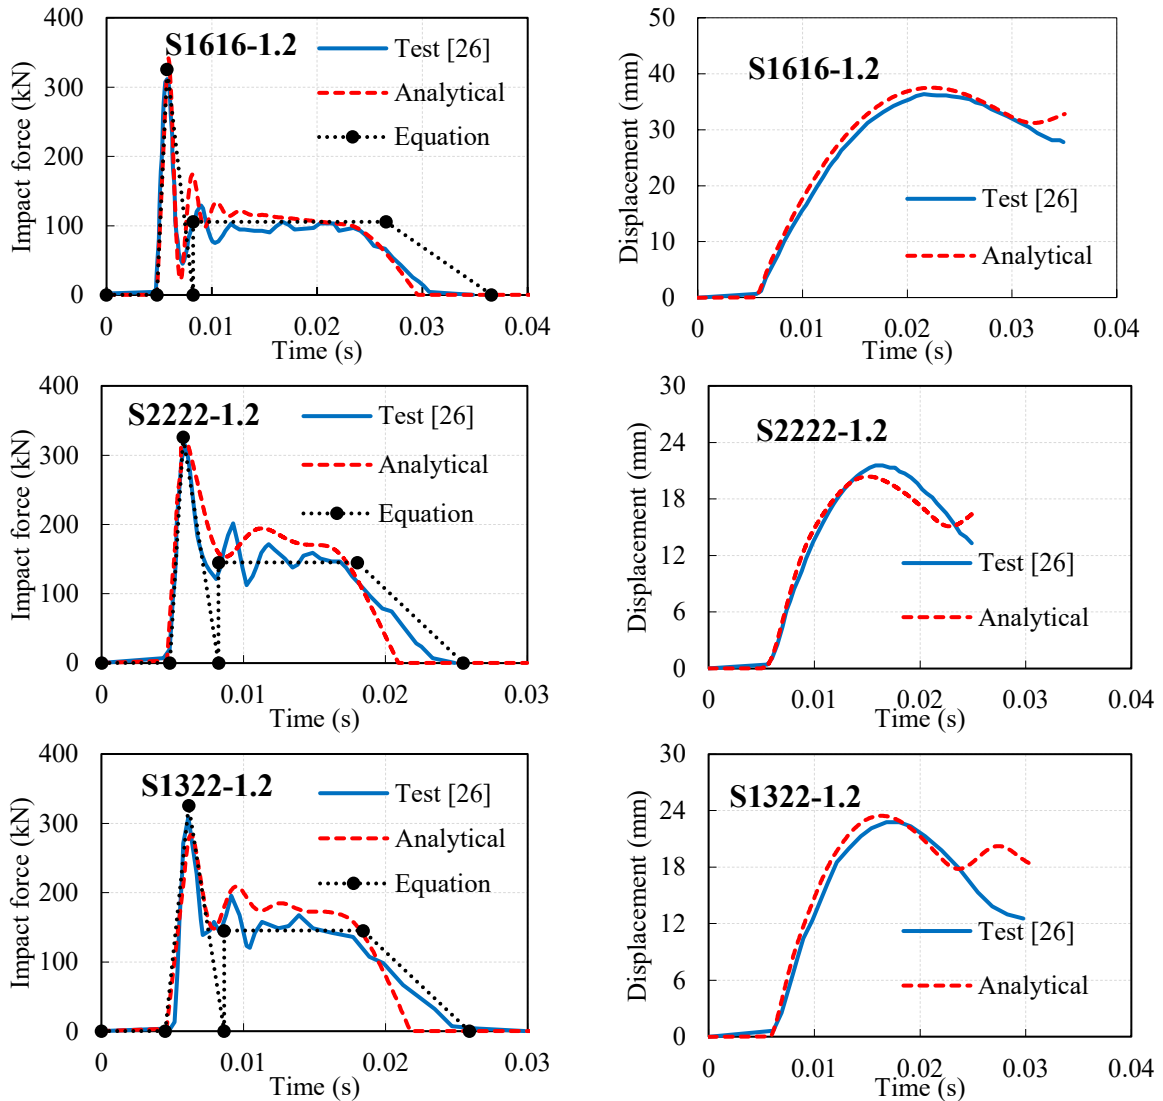 S1616-1.2
Impact force (kN)
400
300
200
100
0
Test [26]
Analytical
Equation
0
0.01
0.02
0.03
0.04
Time (s)
S1616-1.2
Displacement (mm)
50
40
30
20
10
0
Test [26]
Analytical
0
0.01
0.02
0.03
0.04
Time (s)
S2222-1.2
Impact force (kN)
400
300
200
100
0
Test [26]
Analytical
Equation
0
0.01
0.02
0.03
Time (s)
S2222-1.2
Displacement (mm)
30
24
18
12
6
0
Test [26]
Analytical
0
0.01
0.02
0.03
0.04
Time (s)
S1322-1.2
Impact force (kN)
400
300
200
100
0
Test [26]
Analytical
Equation
0
0.01
0.02
0.03
Time (s)
S1322-1.2
Displacement (mm)
30
24
18
12
6
0
Test [26]
Analytical
0
0.01
0.02
0.03
0.04
Time (s)